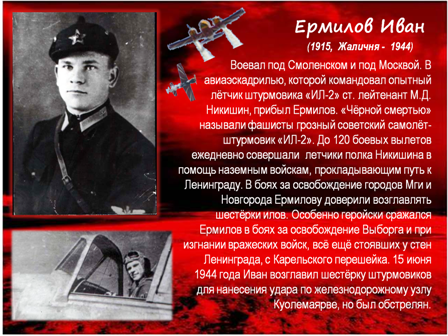 Ермилов Иван
(1915, Жаличня - 1944)
Воевал под Смоленском и под Москвой. В
авиаэскадрилью, которой командовал опытный
лётчик штурмовика «ИЛ-2» ст. лейтенант М.Д.
Никишин, прибыл Ермилов. «Чёрной смертью»
называли фашисты грозный советский самолёт-
штурмовик «ИЛ-2». До 120 боевых вылетов
ежедневно совершали летчики полка Никишина в
помощь наземным войскам, прокладывающим путь к
Ленинграду. В боях за освобождение городов Мги и
Новгорода Ермилову доверили возглавлять
шестёрки илов. Особенно геройски сражался
Ермилов в боях за освобождение Выборга и при
изгнании вражеских войск, всё ещё стоявших у стен
Ленинграда, с Карельского перешейка. 15 июня
1944 года Иван возглавил шестёрку штурмовиков
для нанесения удара по железнодорожному узлу
Куолемаярве, но был обстрелян.